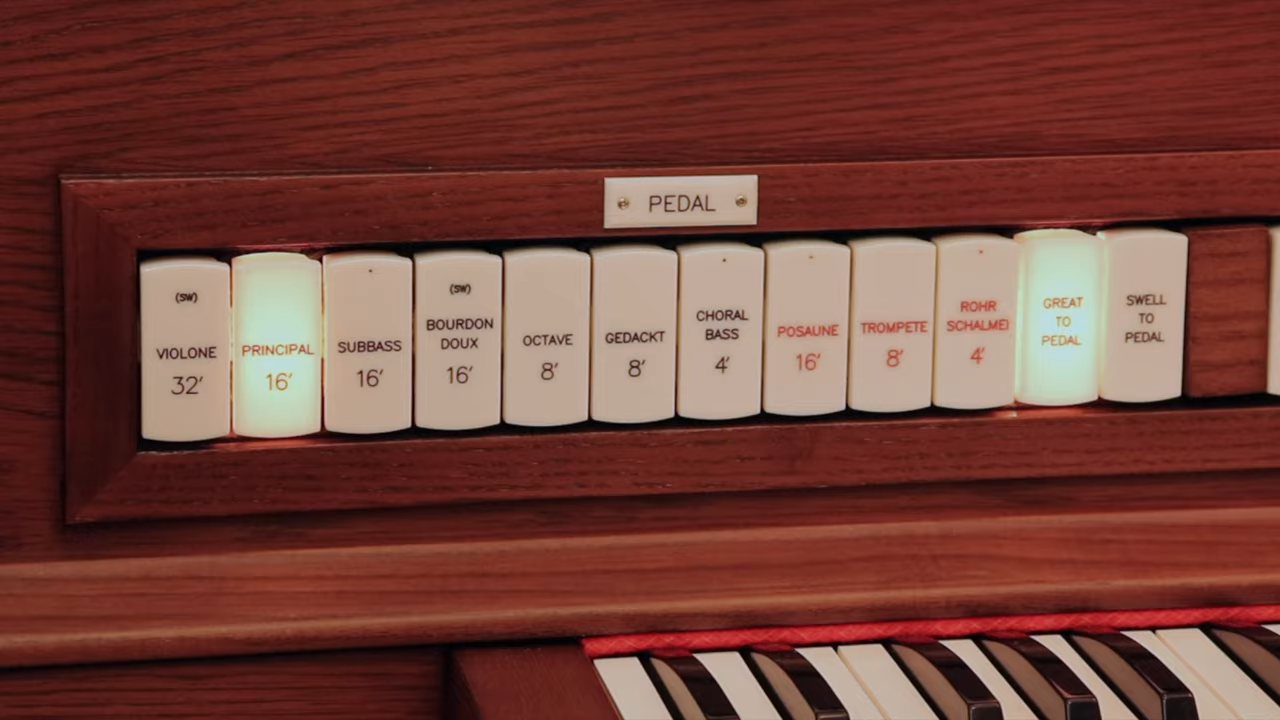 PEDAL
(SW)
VIOLONE
32′
PRINCIPAL
16′
SUBBASS
16′
(SW)
BOURDON
DOUX
16′
OCTAVE
8′
GEDACKT
8′
CHORAL
BASS
4′
POSAUNE
16′
TROMPETE
8′
ROHR
SCHALMEI
4′
GREAT
TO
PEDAL
SWELL
TO
PEDAL